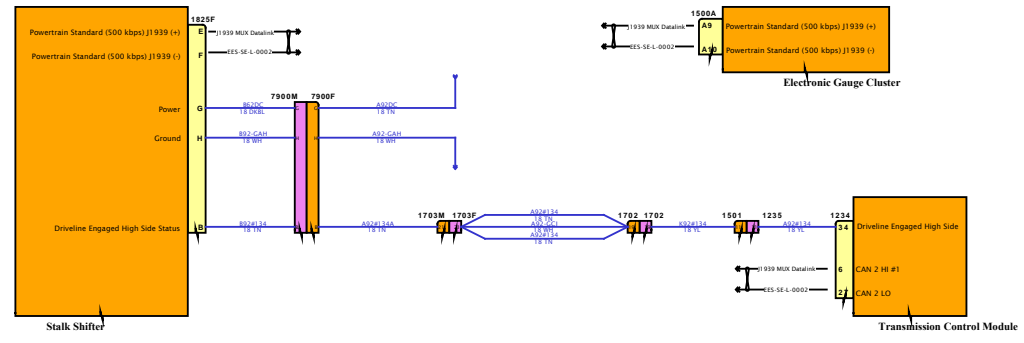 1825F
1500A
Powertrain Standard (500 kbps) J1939 (+)
E
J1939 MUX Datalink
J1939 MUX Datalink
A9
Powertrain Standard (500 kbps) J1939 (+)
Powertrain Standard (500 kbps) J1939 (-)
F
EES-SE-L-0002
EES-SE-L-0002
Powertrain Standard (500 kbps) J1939 (-)
Electronic Gauge Cluster
7900M
7900F
Power
G
B62DC
18 DKBL
G
G
A92DC
18 TN
Ground
H
B92-GAH
18 WH
H
A92-GAH
18 WH
Driveline Engaged High Side Status
B
B92#134
18 TN
A92#134A
18 TN
1703M
1703F
A92#134
18 TN
A92-GCI
18 WH
A92#134
18 TN
1702
1702
K92#134
18 YL
1501
1235
A92#134
18 YL
1234
34
Driveline Engaged High Side
J1939 MUX Datalink
6
CAN 2 HI #1
EES-SE-L-0002
CAN 2 LO
Stalk Shifter
Transmission Control Module